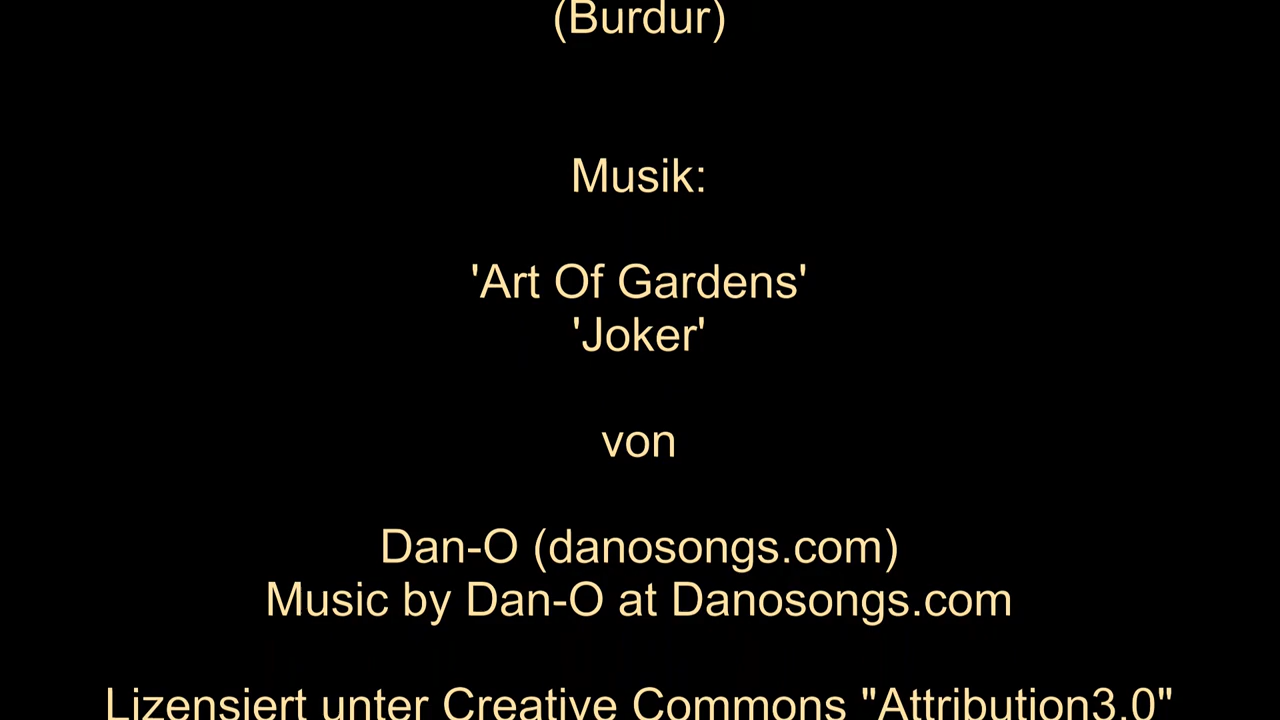 (Burdur)
Musik:
'Art Of Gardens'
'Joker'
von
Dan-O (danosongs.com)
Music by Dan-O at Danosongs.com
Lizensiert unter Creative Commons "Attribution3.0"